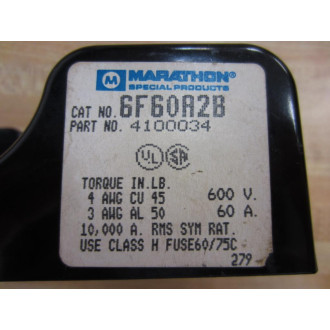 MARATHON®
SPECIAL PRODUCTS
CAT NO. 6F60A2B
PART NO. 4100034
UL SA
TORQUE IN.LB.
4 AWG CU 45 600 V.
3 AWG AL 50 60 A.
10,000 A. RMS SYM RAT.
USE CLASS H FUSE60/75C
279